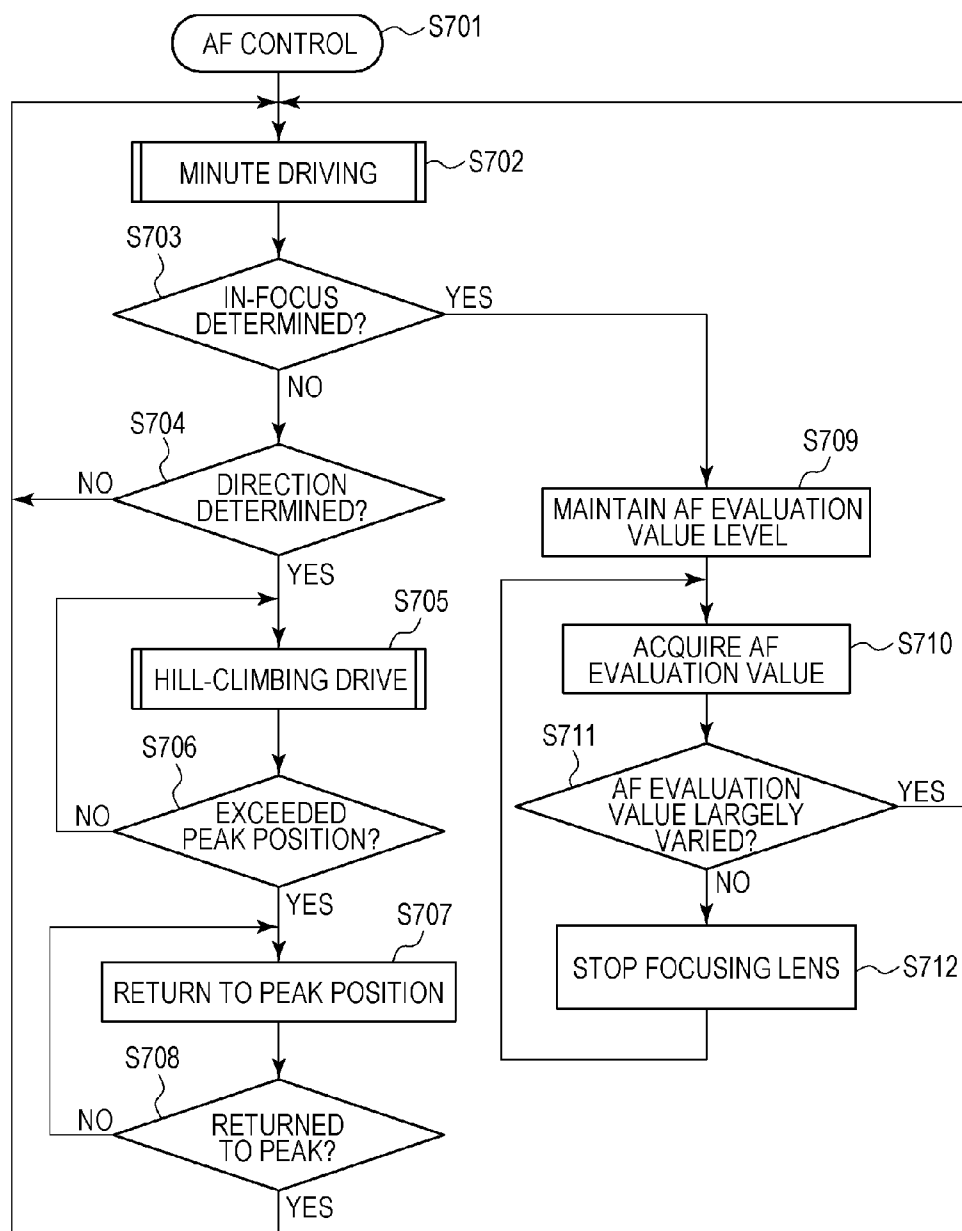 AF CONTROL
S701
MINUTE DRIVING
S702
S703
IN-FOCUS
DETERMINED?
YES
NO
S704
DIRECTION
DETERMINED?
NO
YES
S705
HILL-CLIMBING DRIVE
S706
EXCEEDED
PEAK POSITION?
NO
YES
S707
RETURN TO PEAK POSITION
S708
RETURNED
TO PEAK?
NO
YES
S709
MAINTAIN AF EVALUATION
VALUE LEVEL
S710
ACQUIRE AF
EVALUATION VALUE
S711
AF EVALUATION
VALUE LARGELY
VARIED?
YES
NO
STOP FOCUSING LENS
S712